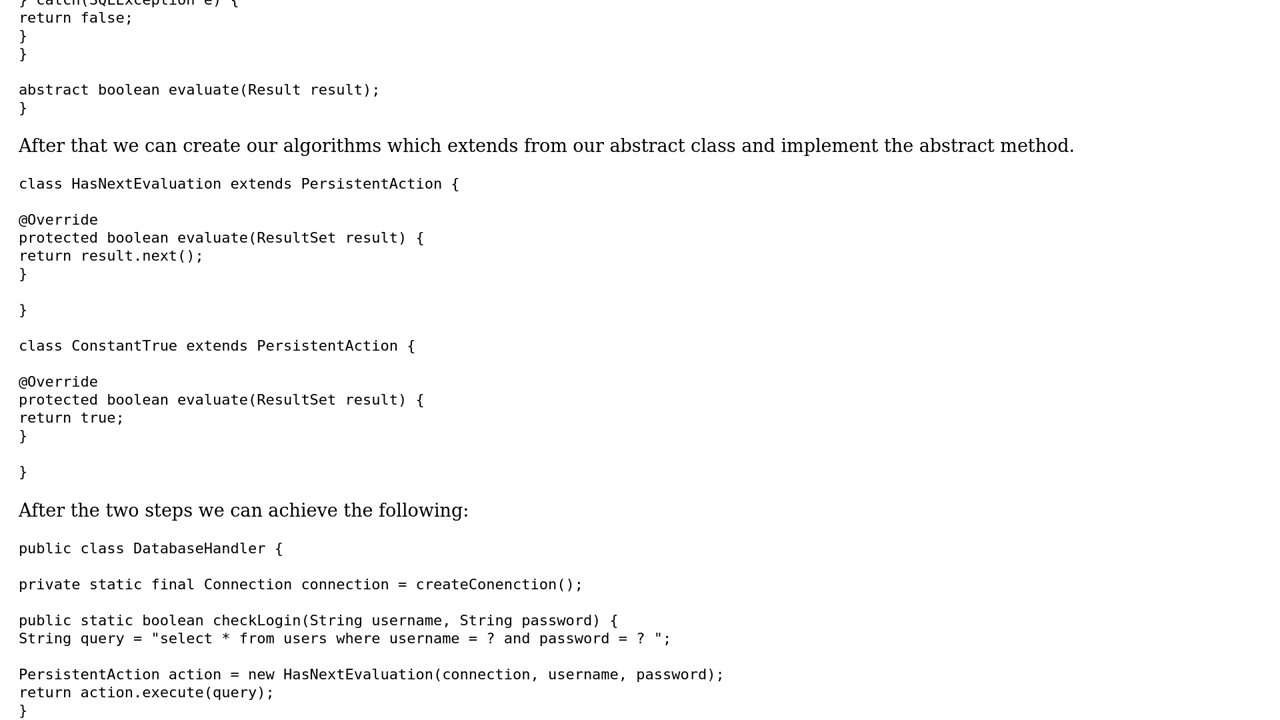 } catch(SQLException e) {
return false;
}
}
abstract boolean evaluate(Result result);
}
After that we can create our algorithms which extends from our abstract class and implement the abstract method.
class HasNextEvaluation extends PersistentAction {
@Override
protected boolean evaluate(ResultSet result) {
return result.next();
}
}
class ConstantTrue extends PersistentAction {
@Override
protected boolean evaluate(ResultSet result) {
return true;
}
}
After the two steps we can achieve the following:
public class DatabaseHandler {
private static final Connection connection = createConenction();
public static boolean checkLogin(String username, String password) {
String query = "select * from users where username = ? and password = ? ";
PersistentAction action = new HasNextEvaluation(connection, username, password);
return action.execute(query);
}